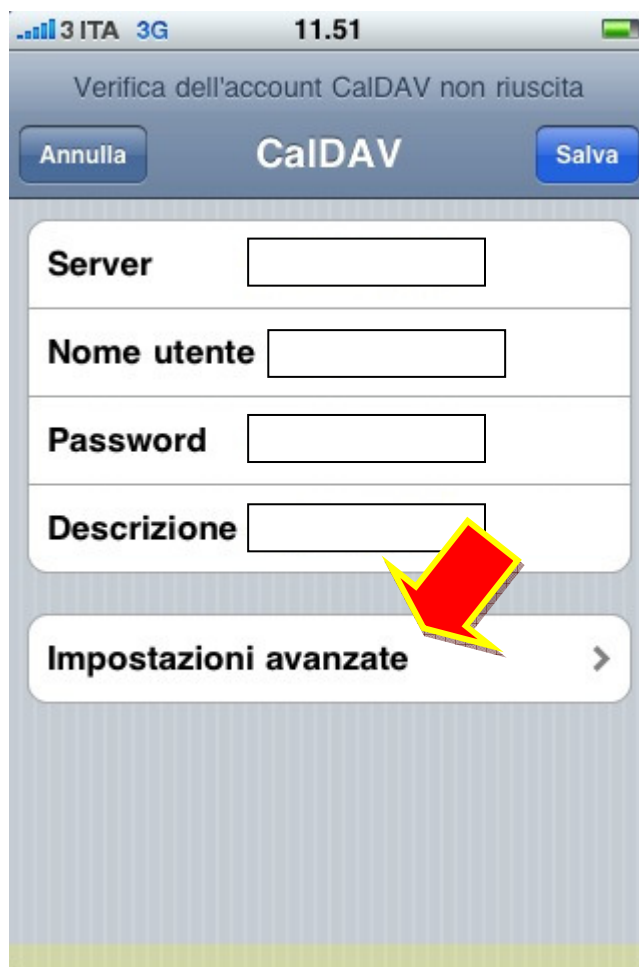 3 ITA 3G 11.51
Verifica dell'account CalDAV non riuscita
Annulla CalDAV Salva
Server
Nome utente
Password
Descrizione
Impostazioni avanzate